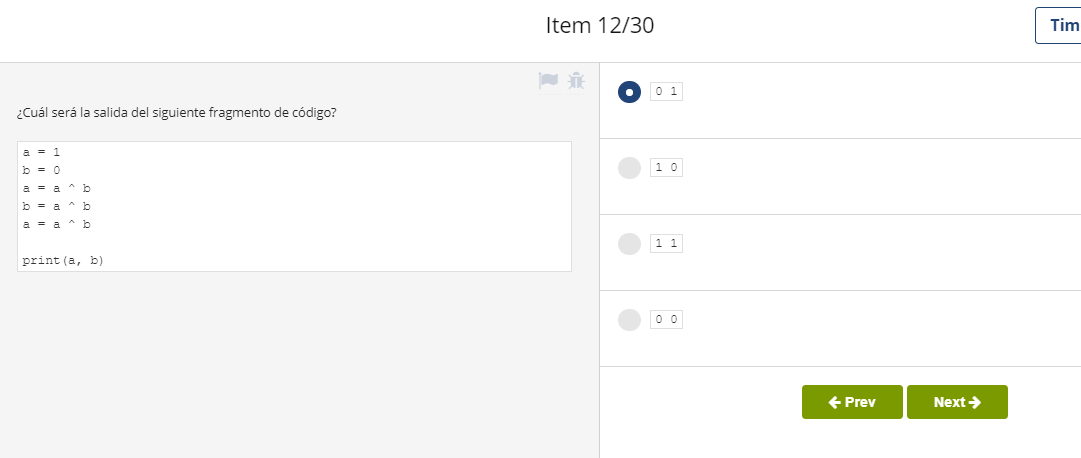 Item 12/30
Tim
¿Cuál será la salida del siguiente fragmento de código?
a = 1
b = 0
a = a ^ b
b = a ^ b
a = a ^ b
print(a, b)
0 1
1 0
1 1
0 0
Prev
Next